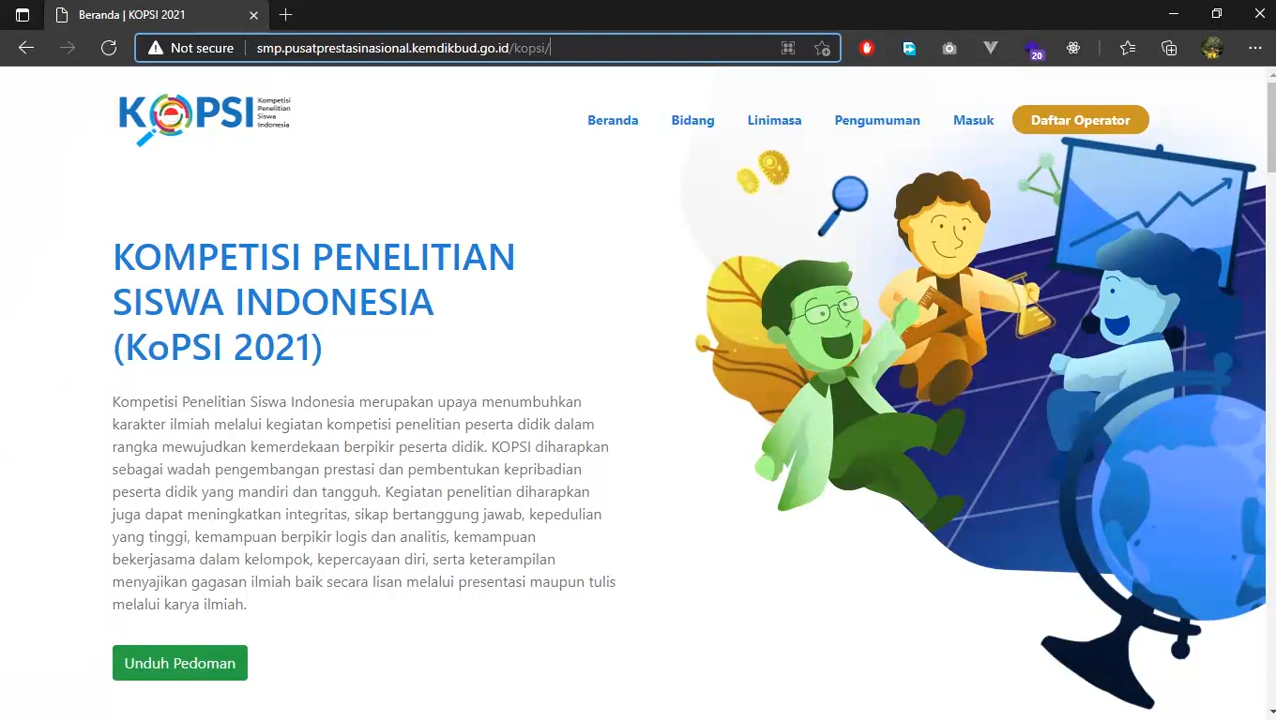 Beranda | KOPSI 2021
Not secure
smp.pusatprestasinasional.kemdikbud.go.id/kopsi/
20
KOPSI
Kompetisi
Penelitian
Siswa
Indonesia
Beranda
Bidang
Linimasa
Pengumuman
Masuk
Daftar Operator
KOMPETISI PENELITIAN
SISWA INDONESIA
(KoPSI 2021)
Kompetisi Penelitian Siswa Indonesia merupakan upaya menumbuhkan
karakter ilmiah melalui kegiatan kompetisi penelitian peserta didik dalam
rangka mewujudkan kemerdekaan berpikir peserta didik. KOPSI diharapkan
sebagai wadah pengembangan prestasi dan pembentukan kepribadian
peserta didik yang mandiri dan tangguh. Kegiatan penelitian diharapkan
juga dapat meningkatkan integritas, sikap bertanggung jawab, kepedulian
yang tinggi, kemampuan berpikir logis dan analitis, kemampuan
bekerjasama dalam kelompok, kepercayaan diri, serta keterampilan
menyajikan gagasan ilmiah baik secara lisan melalui presentasi maupun tulis
melalui karya ilmiah.
Unduh Pedoman